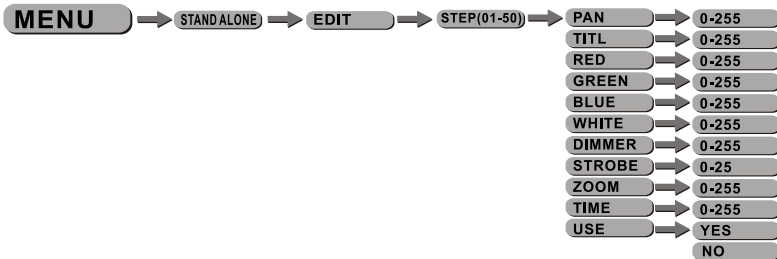 MENU STAND ALONE EDIT STEP(01-50) PAN 0-255
TITL 0-255
RED 0-255
GREEN 0-255
BLUE 0-255
WHITE 0-255
DIMMER 0-255
STROBE 0-25
ZOOM 0-255
TIME 0-255
USE YES
NO